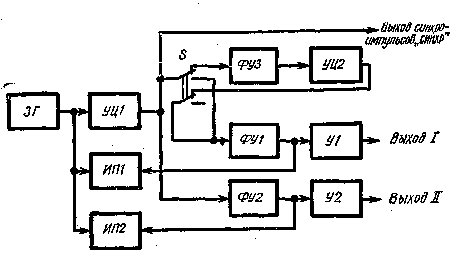 Выход синхро-
импульсов „синхр"
S
ФУ3
УЦ2
ЗГ
УЦ1
ФУ1
У1
Выход I
ИП1
ФУ2
У2
Выход II
ИП2